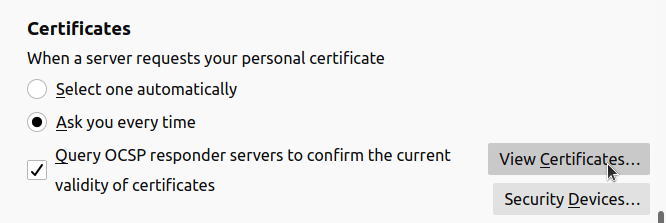 Certificates
When a server requests your personal certificate
Select one automatically
Ask you every time
Query OCSP responder servers to confirm the current
validity of certificates
View Certificates...
Security Devices...